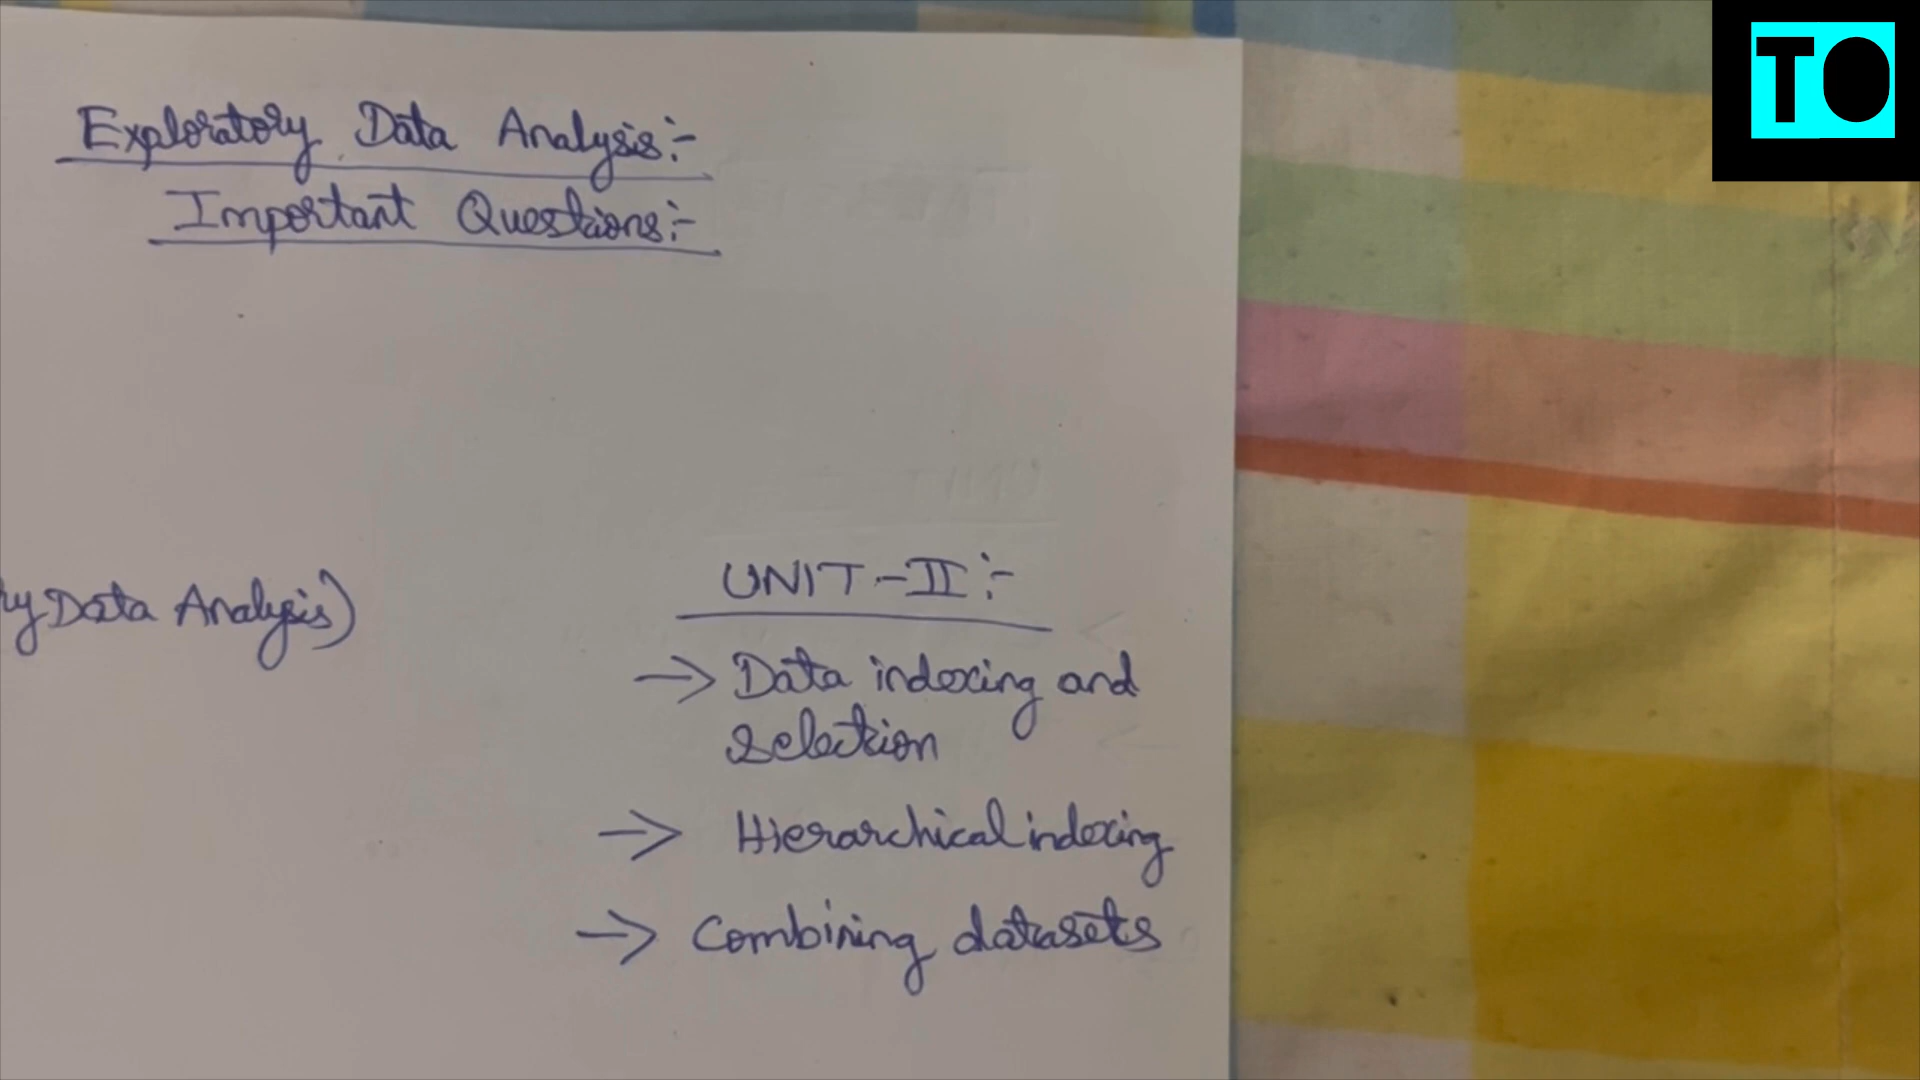 Exploratory Data Analysis:-
Important Questions:-
Data Analysis)
UNIT-II:-
→ Data indexing and
selection
→ Hierarchical indexing
→ Combining datasets
TO